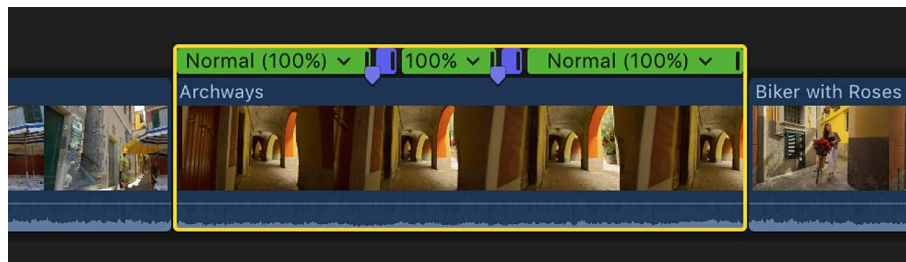 Normal (100%) 100% Normal (100%)
Archways Biker with Roses